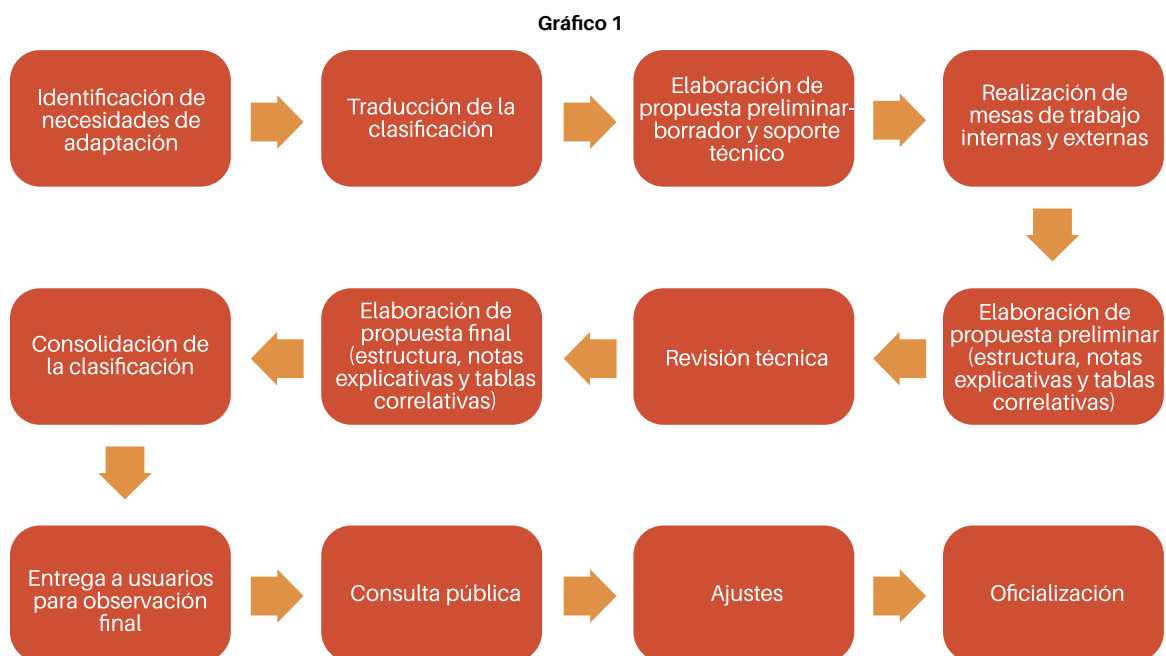 Gráfico 1
Identificación de
necesidades de
adaptación
Traducción de la
clasificación
Elaboración de
propuesta preliminar-
borrador y soporte
técnico
Realización de
mesas de trabajo
internas y externas
Elaboración de
propuesta preliminar
(estructura, notas
explicativas y tablas
correlativas)
Revisión técnica
Elaboración de
propuesta final
(estructura, notas
explicativas y tablas
correlativas)
Consolidación de
la clasificación
Entrega a usuarios
para observación
final
Consulta pública
Ajustes
Oficialización